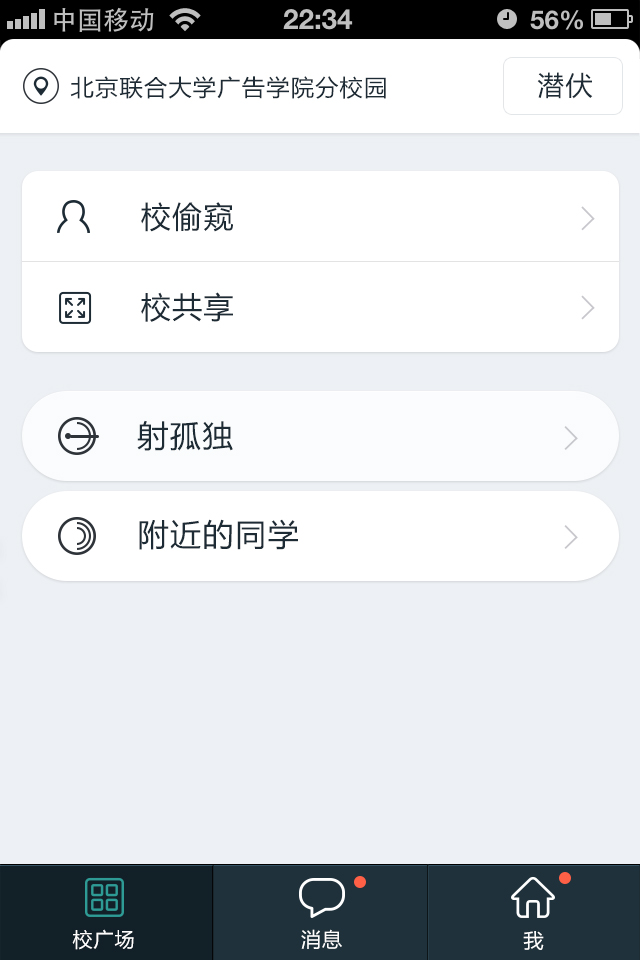 中国移动 22:34 56%
北京联合大学广告学院分校园 潜伏
校偷窥
校共享
射孤独
附近的同学
校广场 消息 我